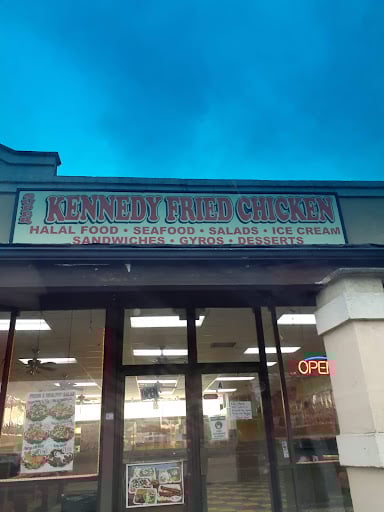 KENNEDY FRIED CHICKEN
HALAL FOOD • SEAFOOD • SALADS • ICE CREAM
SANDWICHES • GYROS • DESSERTS
OPEN